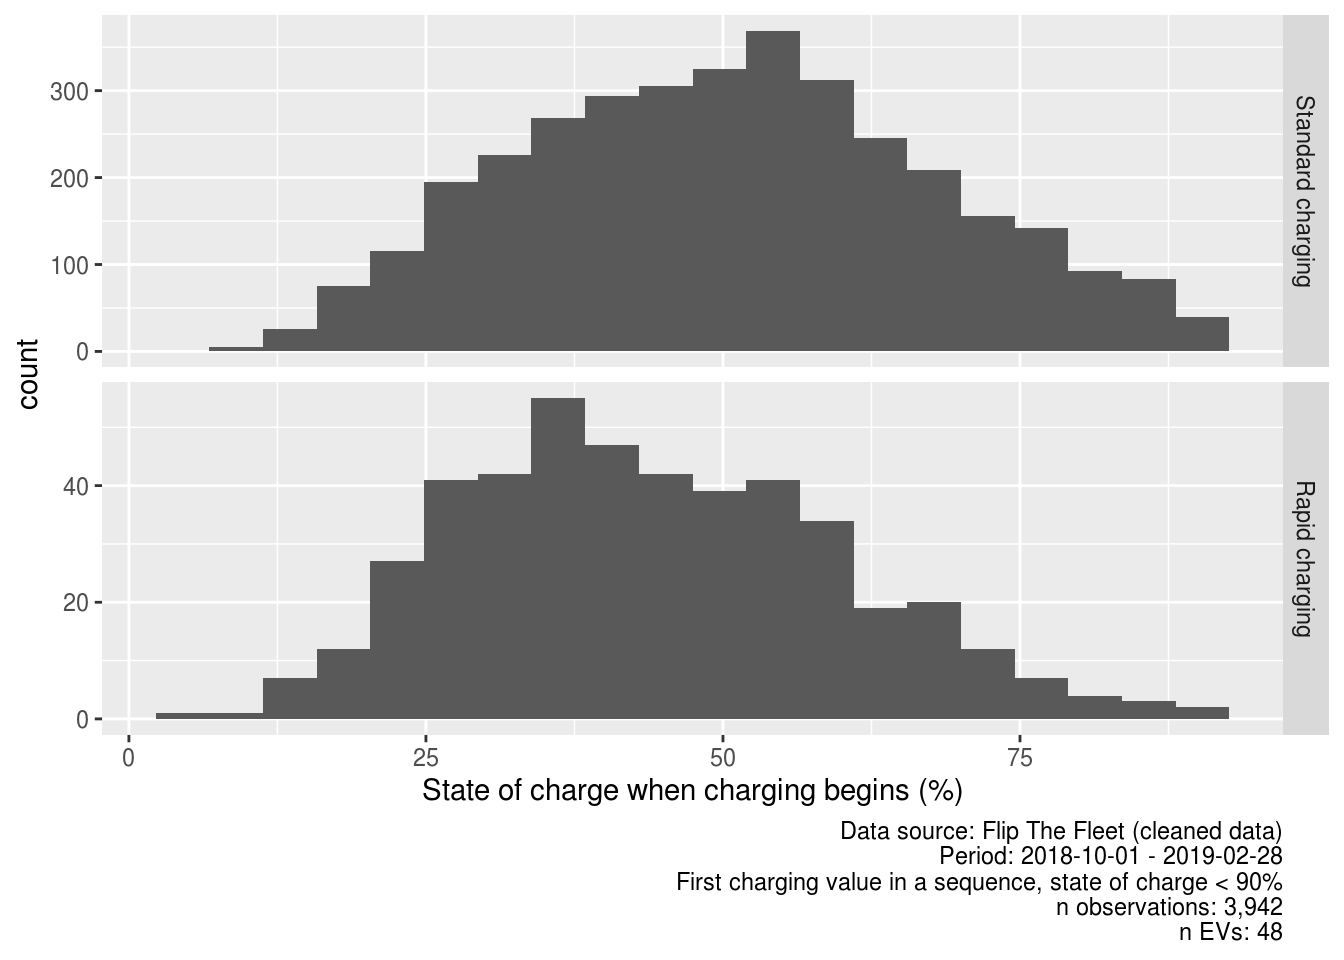 300
200
100
0
Standard charging
count
40
20
0
Rapid charging
0 25 50 75
State of charge when charging begins (%)
Data source: Flip The Fleet (cleaned data)
Period: 2018-10-01 - 2019-02-28
First charging value in a sequence, state of charge < 90%
n observations: 3,942
n EVs: 48